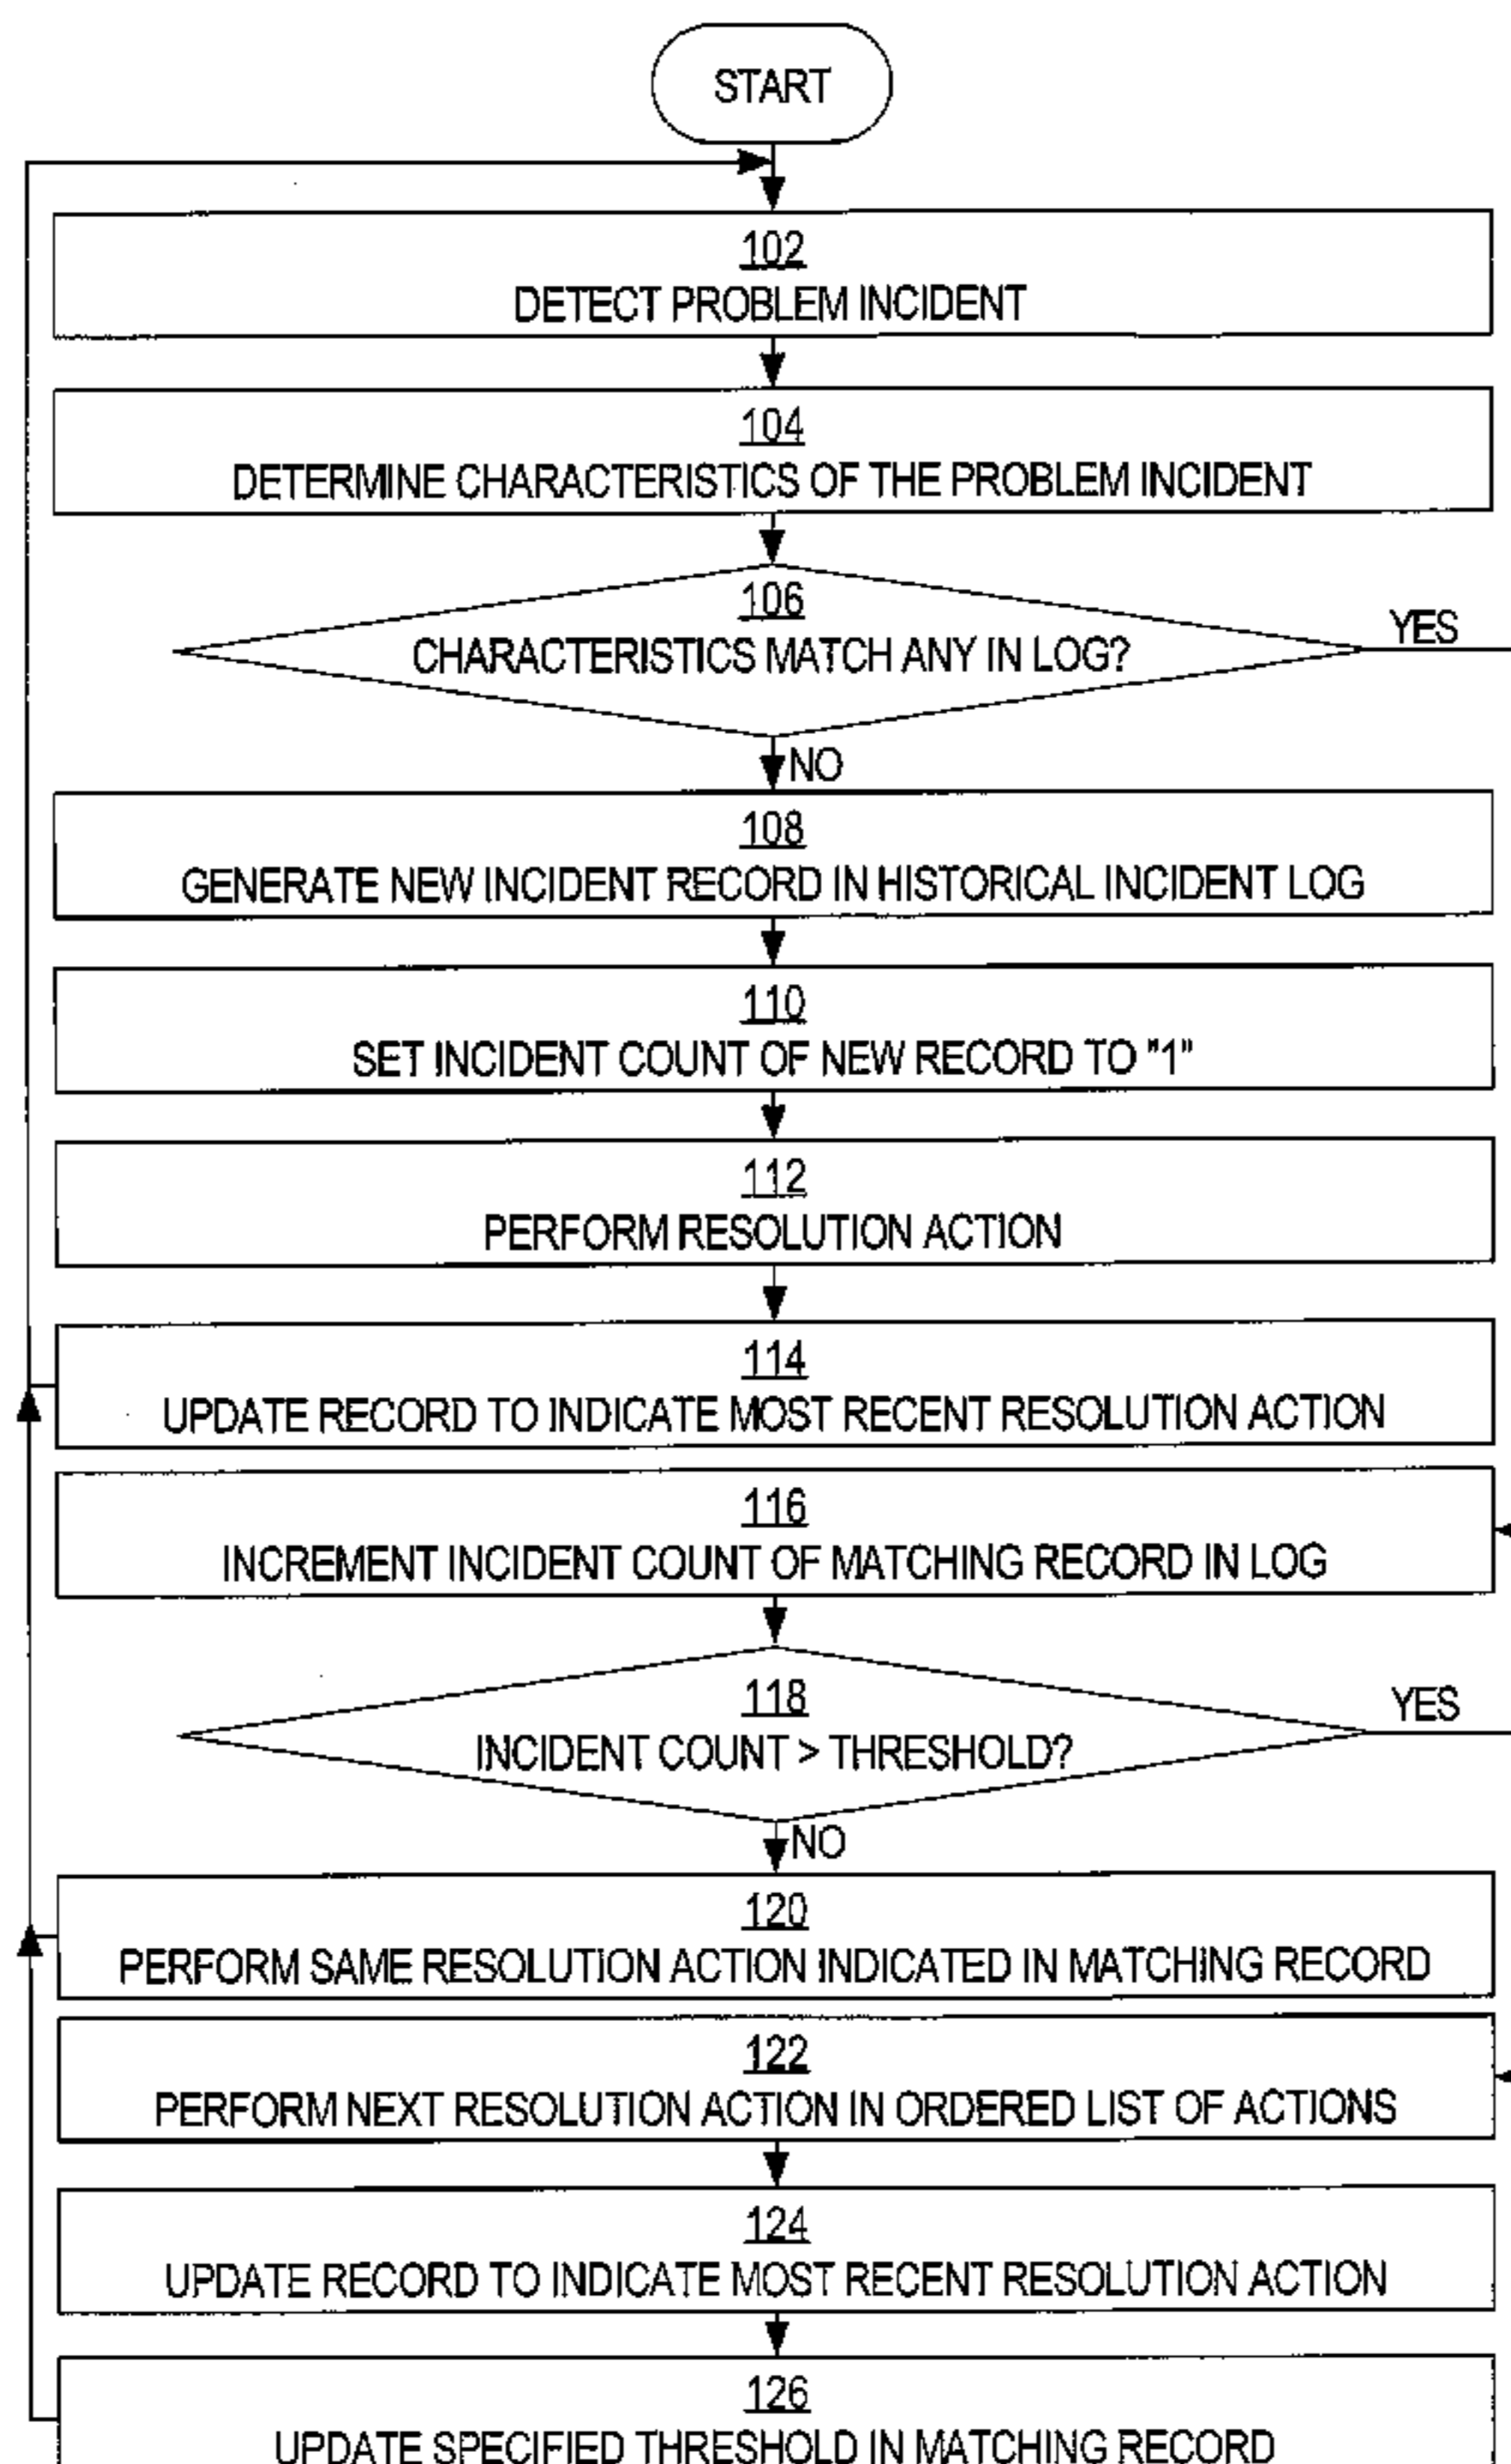 START
102
DETECT PROBLEM INCIDENT
104
DETERMINE CHARACTERISTICS OF THE PROBLEM INCIDENT
106
CHARACTERISTICS MATCH ANY IN LOG?
YES
NO
108
GENERATE NEW INCIDENT RECORD IN HISTORICAL INCIDENT LOG
110
SET INCIDENT COUNT OF NEW RECORD TO "1"
112
PERFORM RESOLUTION ACTION
114
UPDATE RECORD TO INDICATE MOST RECENT RESOLUTION ACTION
116
INCREMENT INCIDENT COUNT OF MATCHING RECORD IN LOG
118
INCIDENT COUNT > THRESHOLD?
YES
NO
120
PERFORM SAME RESOLUTION ACTION INDICATED IN MATCHING RECORD
122
PERFORM NEXT RESOLUTION ACTION IN ORDERED LIST OF ACTIONS
124
UPDATE RECORD TO INDICATE MOST RECENT RESOLUTION ACTION
126
UPDATE SPECIFIED THRESHOLD IN MATCHING RECORD